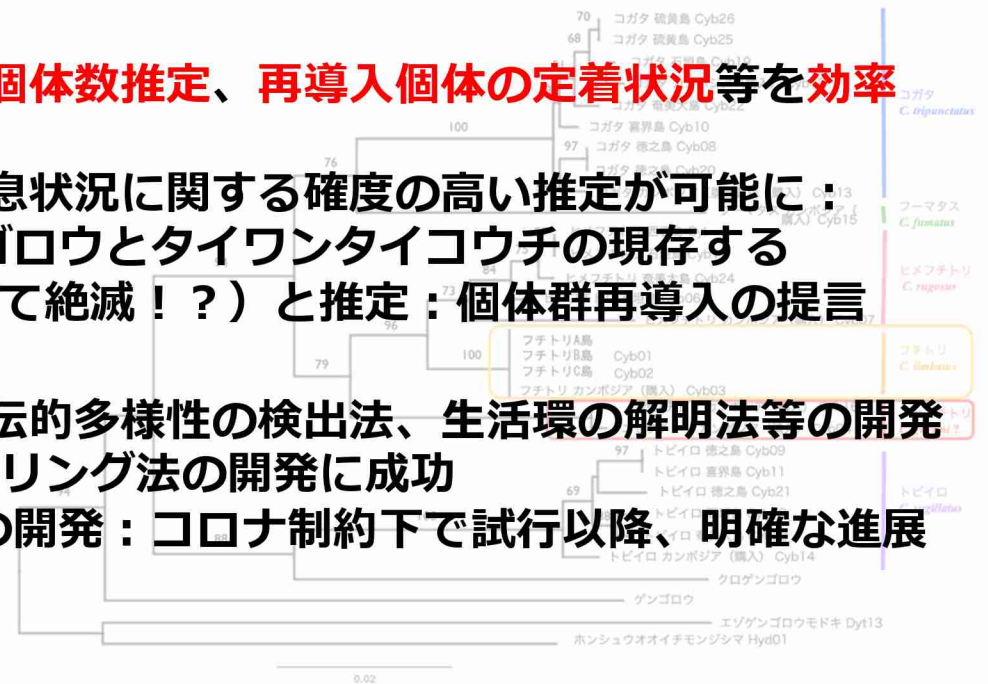 70
コガタ 硫黄島 Cyb26
68
コガタ 硫黄島 Cyb25
個体数推定、再導入個体の定着状況等を効率
コガタ
C. tripunctatus
コガタ 奄美大島 Cyb22
100
コガタ 喜界島 Cyb10
97
コガタ 徳之島 Cyb08
76
息状況に関する確度の高い推定が可能に:
購入) Cyb15
フーマタス
C. fumatus
ゴロウとタイワンタイコウチの現存する
84
ヒメフチトリ 奄美大島 Cyb24
ヒメフチトリ
C. rugosus
73
て絶滅!?)と推定:個体群再導入の提言
96
フチトリA島
100
フチトリB島 Cyb01
フチトリC島 Cyb02
フチトリ
C. limbatus
79
フチトリ カンボジア(購入) Cyb03
伝的多様性の検出法、生活環の解明法等の開発
97
トビイロ 徳之島 Cyb09
リング法の開発に成功
トビイロ 喜界島 Cyb11
69
トビイロ 徳之島 Cyb21
トビイロ
の開発:コロナ制約下で試行以降、明確な進展
88
トビイロ カンボジア(購入) Cyb14
クロゲンゴロウ
ゲンゴロウ
エゾゲンゴロウモドキ Dyt13
ホンシュウオオイチモンジシマ Hyd01
0.02